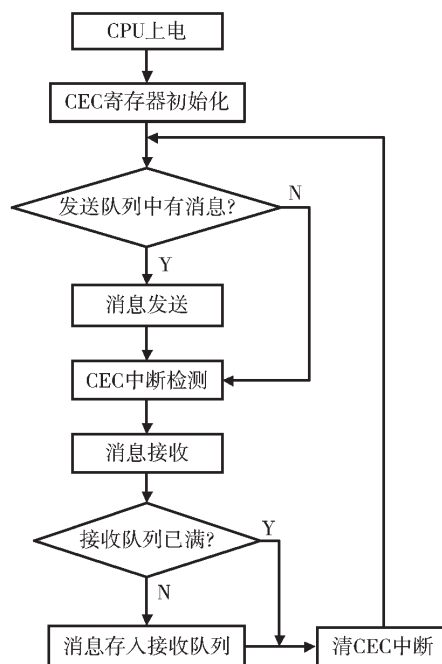 CPU上电
CEC寄存器初始化
发送队列中有消息?
N
Y
消息发送
CEC中断检测
消息接收
接收队列已满?
Y
N
消息存入接收队列
清CEC中断